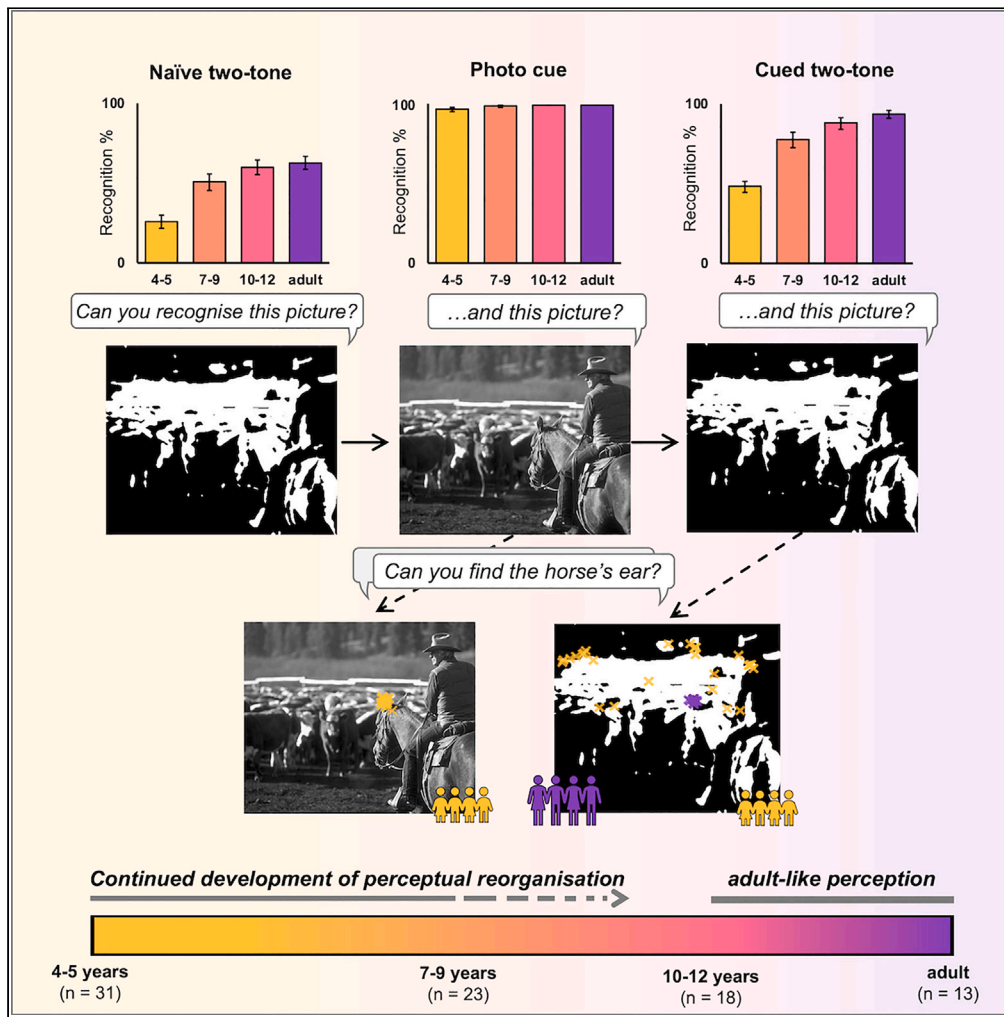 Naïve two-tone
Photo cue
Cued two-tone
Recognition %
100
0
4-5 7-9 10-12 adult
Recognition %
100
0
4-5 7-9 10-12 adult
Recognition %
100
0
4-5 7-9 10-12 adult
Can you recognise this picture?
...and this picture?
...and this picture?
Can you find the horse's ear?
Continued development of perceptual reorganisation
adult-like perception
4-5 years
(n = 31)
7-9 years
(n = 23)
10-12 years
(n = 18)
adult
(n = 13)